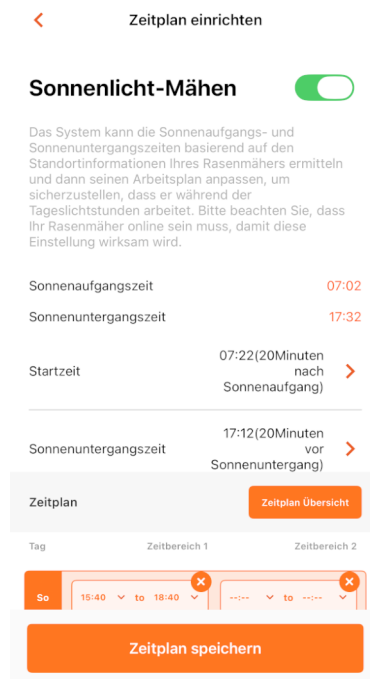 Zeitplan einrichten
Sonnenlicht-Mähen
Das System kann die Sonnenaufgangs- und
Sonnenuntergangszeiten basierend auf den
Standortinformationen Ihres Rasenmähers ermitteln
und dann seinen Arbeitsplan anpassen, um
sicherzustellen, dass er während der
Tageslichtstunden arbeitet. Bitte beachten Sie, dass
Ihr Rasenmäher online sein muss, damit diese
Einstellung wirksam wird.
Sonnenaufgangszeit 07:02
Sonnenuntergangszeit 17:32
Startzeit 07:22(20Minuten
nach
Sonnenaufgang)
Sonnenuntergangszeit 17:12(20Minuten
vor
Sonnenuntergang)
Zeitplan Zeitplan Übersicht
Tag Zeitbereich 1 Zeitbereich 2
So 15:40 to 18:40 --:-- to --:--
Zeitplan speichern